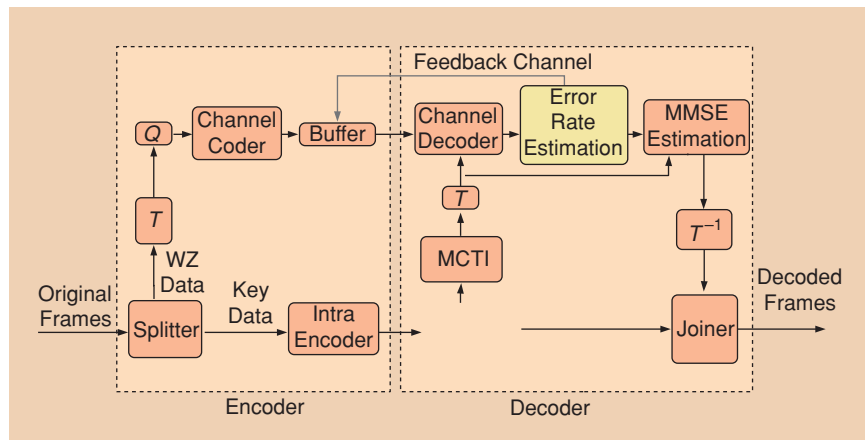 Feedback Channel
Q
Channel
Coder
Buffer
Channel
Decoder
Error
Rate
Estimation
MMSE
Estimation
T
T
T⁻¹
WZ
Data
MCTI
Original
Frames
Splitter
Key
Data
Intra
Encoder
Joiner
Decoded
Frames
Encoder
Decoder